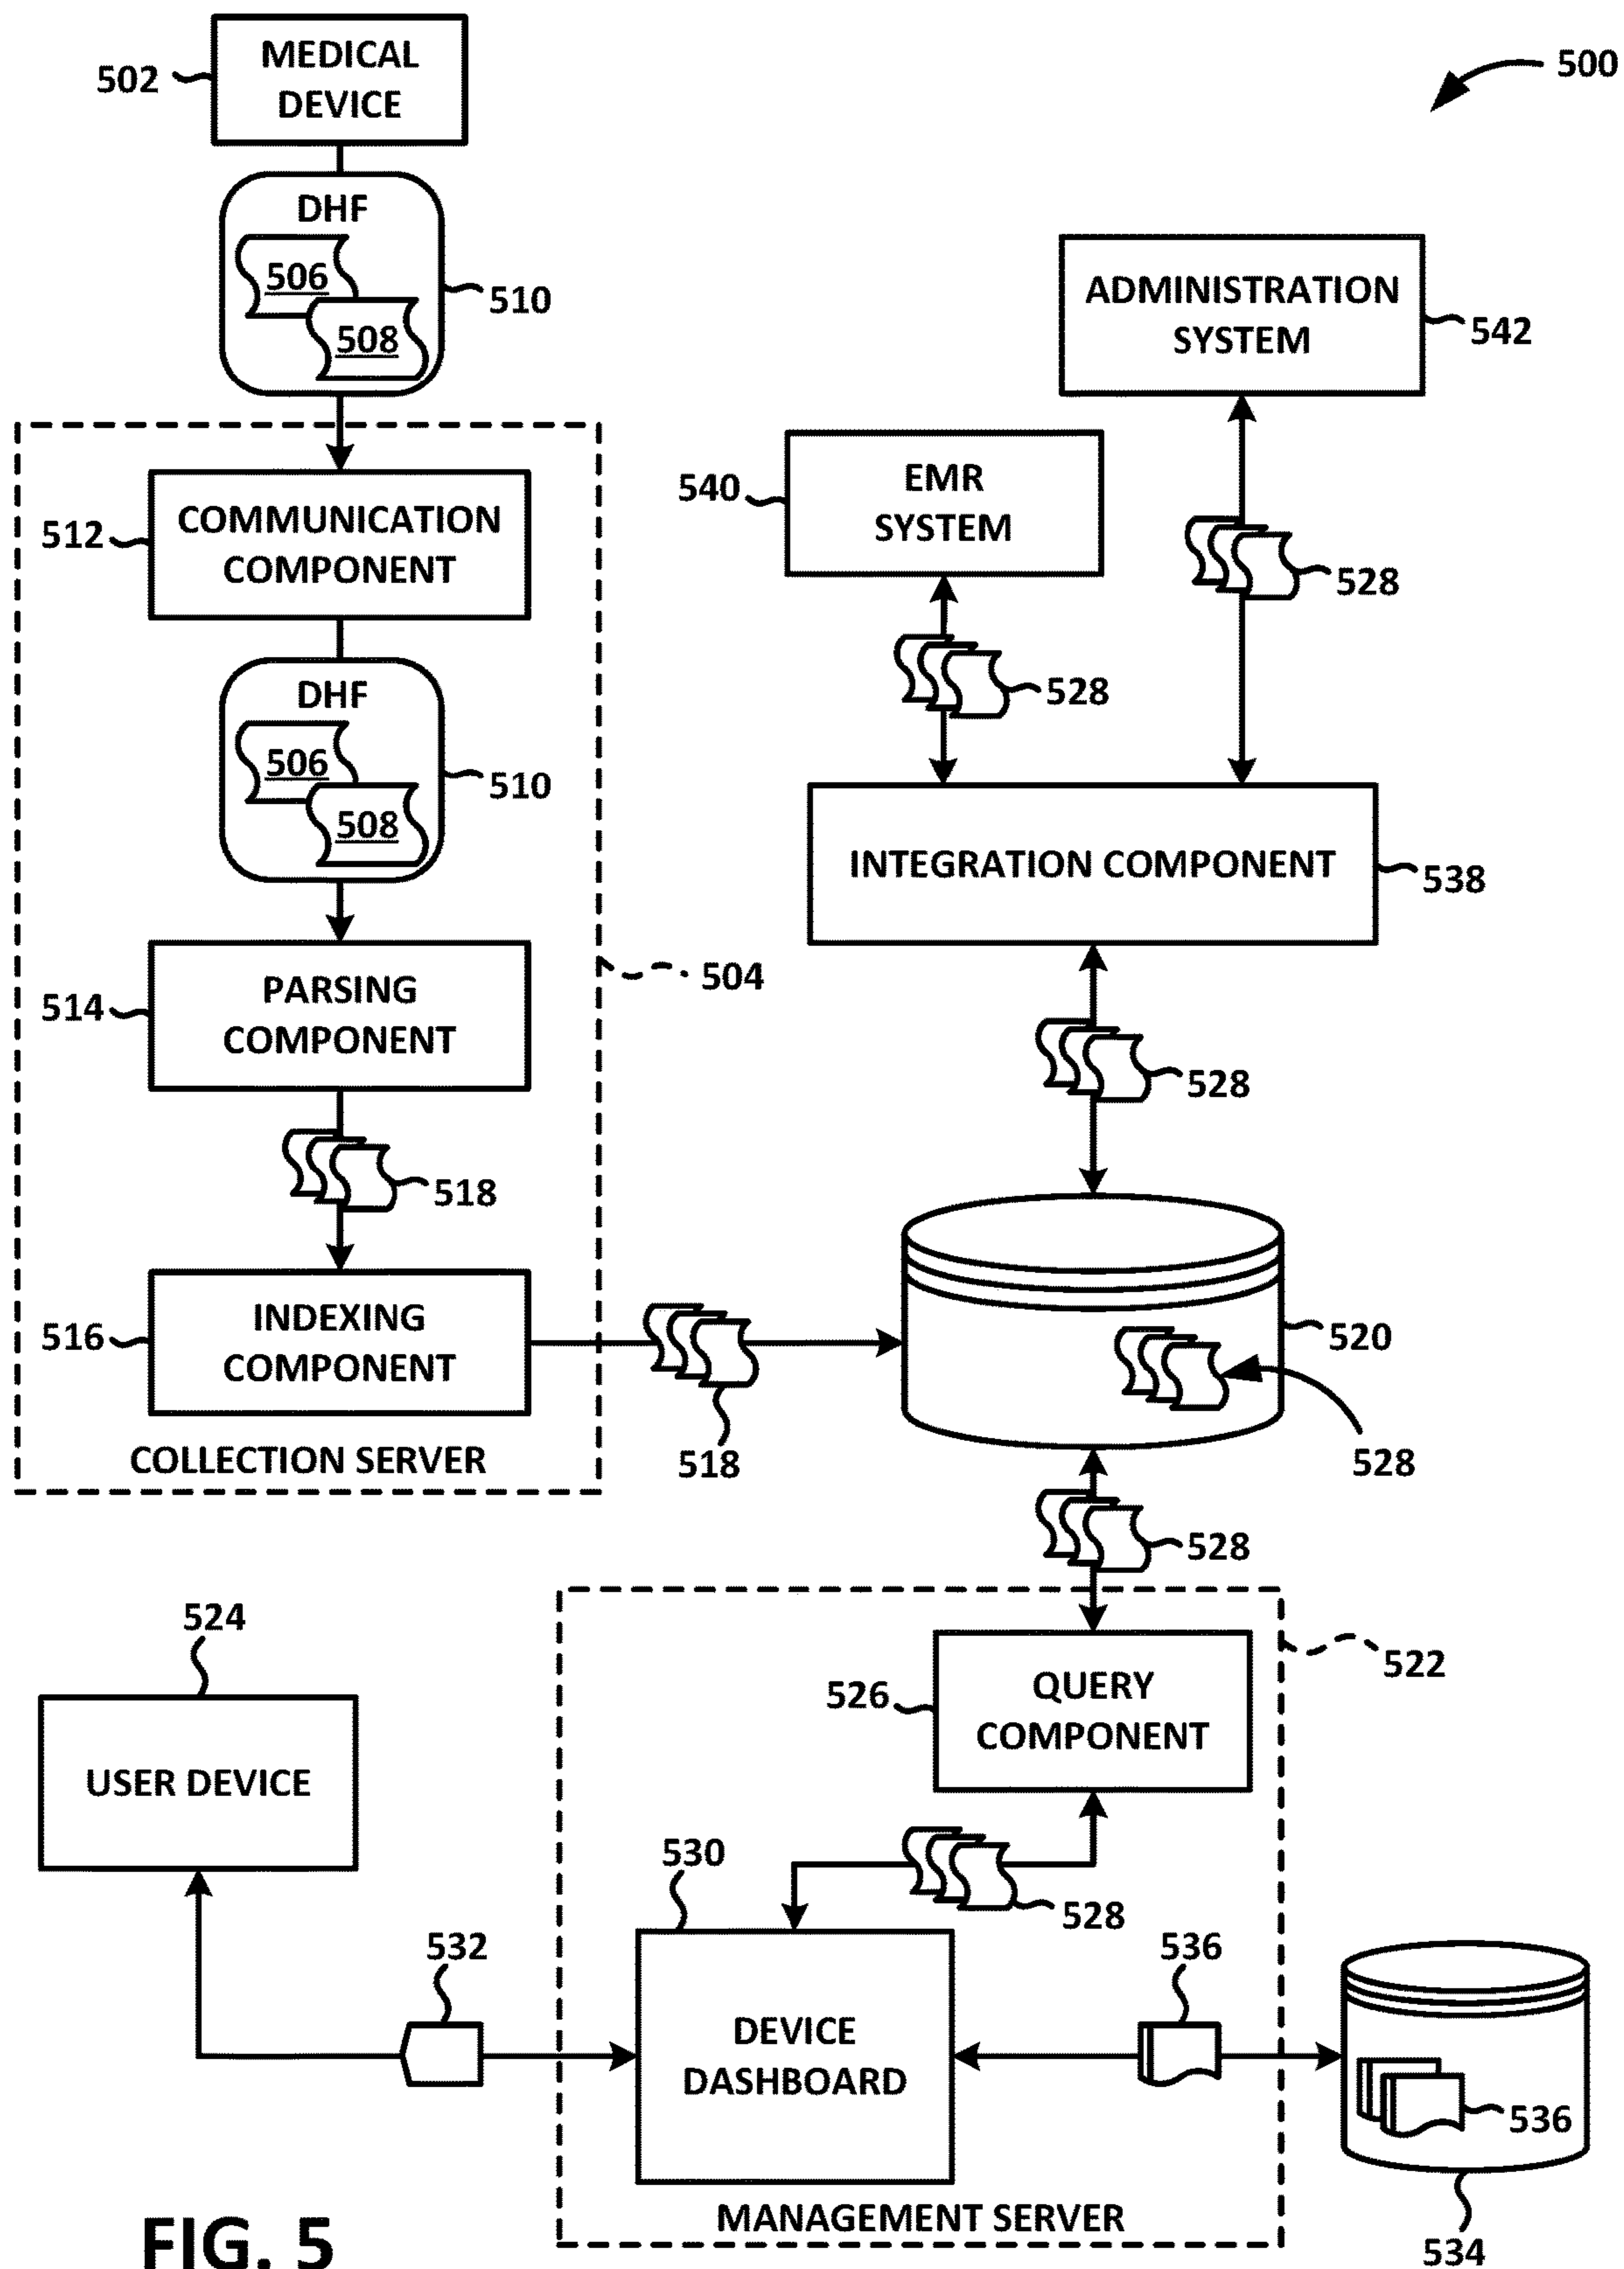 500
MEDICAL
DEVICE
502
DHF
506
508
510
ADMINISTRATION
SYSTEM
542
EMR
SYSTEM
540
COMMUNICATION
COMPONENT
512
528
528
DHF
506
508
510
INTEGRATION COMPONENT
538
504
PARSING
COMPONENT
514
528
518
INDEXING
COMPONENT
516
518
520
528
COLLECTION SERVER
528
524
522
QUERY
COMPONENT
526
USER DEVICE
530
528
532
536
DEVICE
DASHBOARD
536
MANAGEMENT SERVER
534
FIG. 5